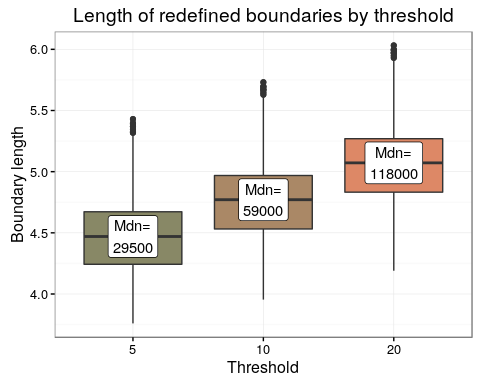 Length of redefined boundaries by threshold
Boundary length
6.0
5.5
5.0
4.5
4.0
Mdn=
29500
Mdn=
59000
Mdn=
118000
5
10
20
Threshold